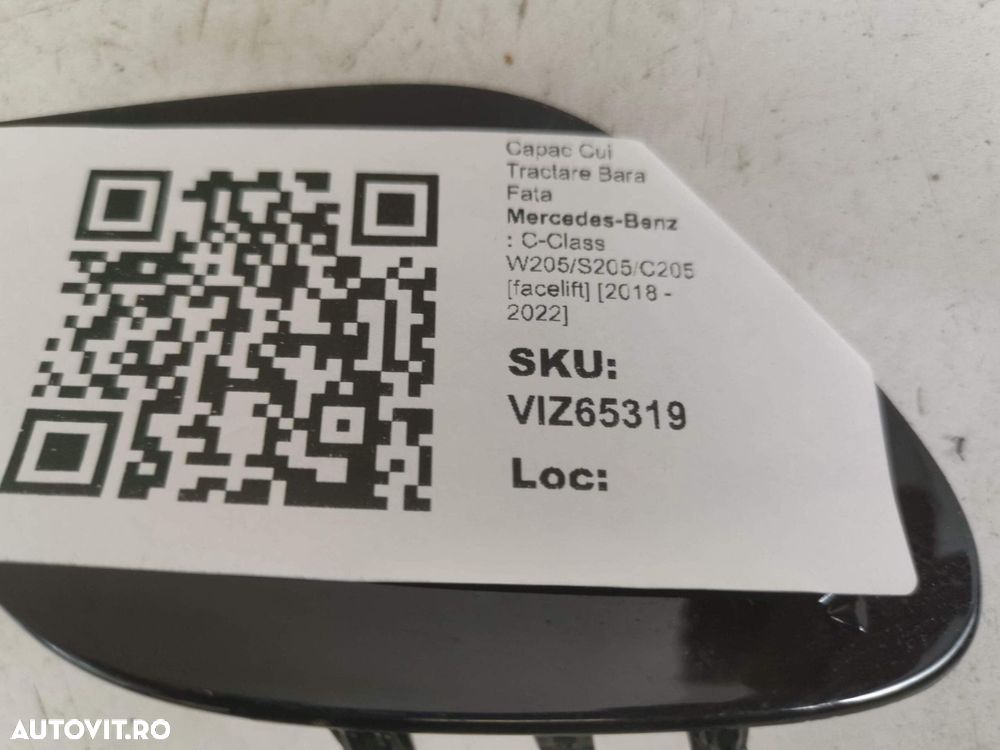 Capac Cui
Tractare Bara
Fata
Mercedes-Benz
: C-Class
W205/S205/C205
[facelift] [2018 -
2022]
SKU:
VIZ65319
Loc:
AUTOVIT.RO